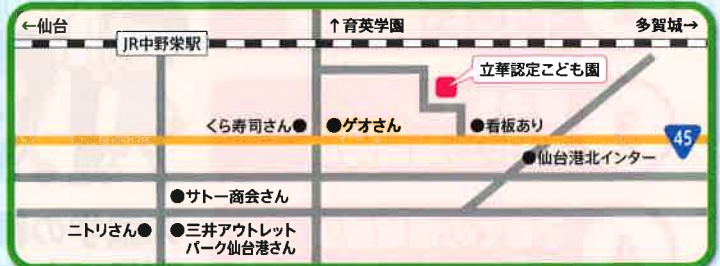 ←仙台
↑育英学園
多賀城→
JR中野栄駅
立華認定こども園
くら寿司さん●
●ゲオさん
●看板あり
45
●仙台港北インター
●サトー商会さん
ニトリさん●
●三井アウトレット
パーク仙台港さん